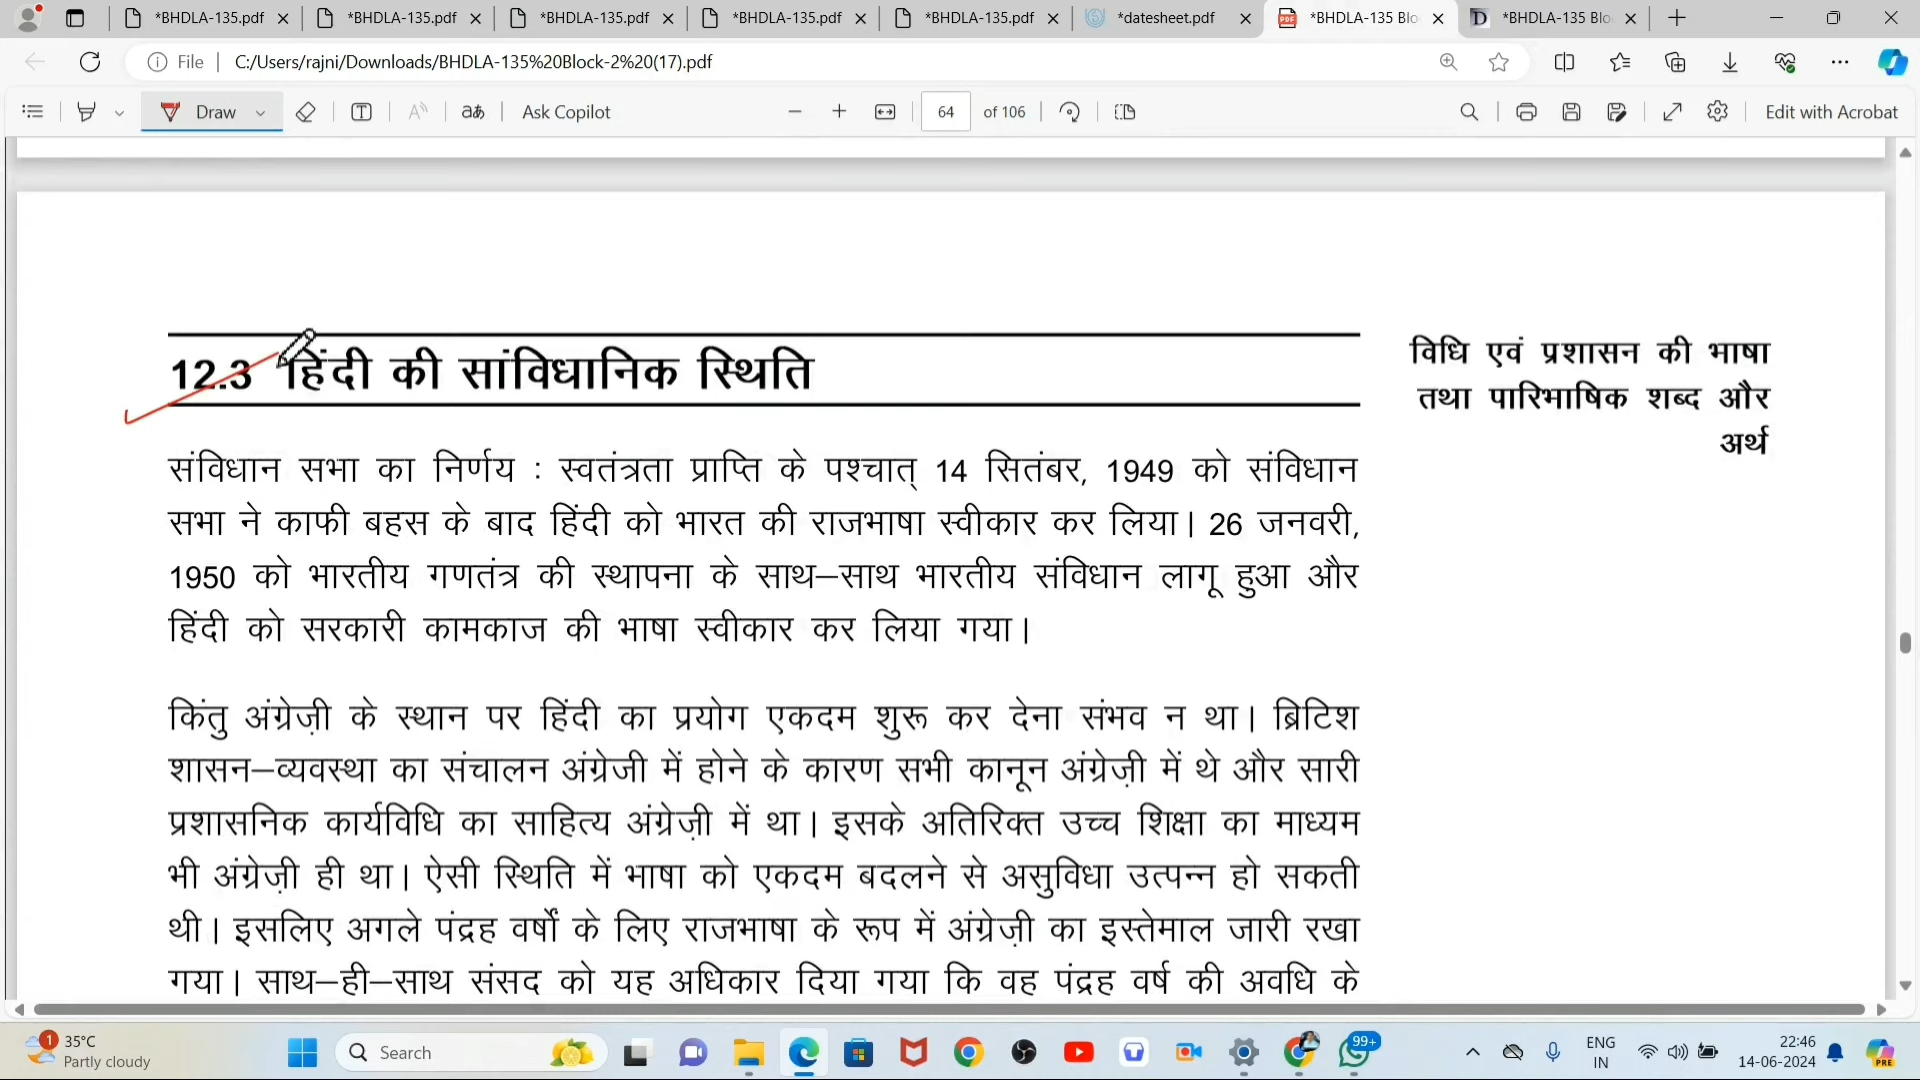 *BHDLA-135.pdf
*BHDLA-135.pdf
*BHDLA-135.pdf
*BHDLA-135.pdf
*BHDLA-135.pdf
*datesheet.pdf
*BHDLA-135 Blo
*BHDLA-135 Blo
File
C:/Users/rajni/Downloads/BHDLA-135%20Block-2%20(17).pdf
Draw
Ask Copilot
64 of 106
Edit with Acrobat
12.3 हिंदी की सांविधानिक स्थिति
विधि एवं प्रशासन की भाषा
तथा पारिभाषिक शब्द और
अर्थ
संविधान सभा का निर्णय : स्वतंत्रता प्राप्ति के पश्चात् 14 सितंबर, 1949 को संविधान
सभा ने काफी बहस के बाद हिंदी को भारत की राजभाषा स्वीकार कर लिया। 26 जनवरी,
1950 को भारतीय गणतंत्र की स्थापना के साथ–साथ भारतीय संविधान लागू हुआ और
हिंदी को सरकारी कामकाज की भाषा स्वीकार कर लिया गया।
किंतु अंग्रेज़ी के स्थान पर हिंदी का प्रयोग एकदम शुरू कर देना संभव न था। ब्रिटिश
शासन–व्यवस्था का संचालन अंग्रेजी में होने के कारण सभी कानून अंग्रेज़ी में थे और सारी
प्रशासनिक कार्यविधि का साहित्य अंग्रेज़ी में था। इसके अतिरिक्त उच्च शिक्षा का माध्यम
भी अंग्रेज़ी ही था। ऐसी स्थिति में भाषा को एकदम बदलने से असुविधा उत्पन्न हो सकती
थी। इसलिए अगले पंद्रह वर्षों के लिए राजभाषा के रूप में अंग्रेज़ी का इस्तेमाल जारी रखा
गया। साथ–ही–साथ संसद को यह अधिकार दिया गया कि वह पंद्रह वर्ष की अवधि के
1
35°C
Partly cloudy
Search
99+
ENG
IN
22:46
14-06-2024
PRE